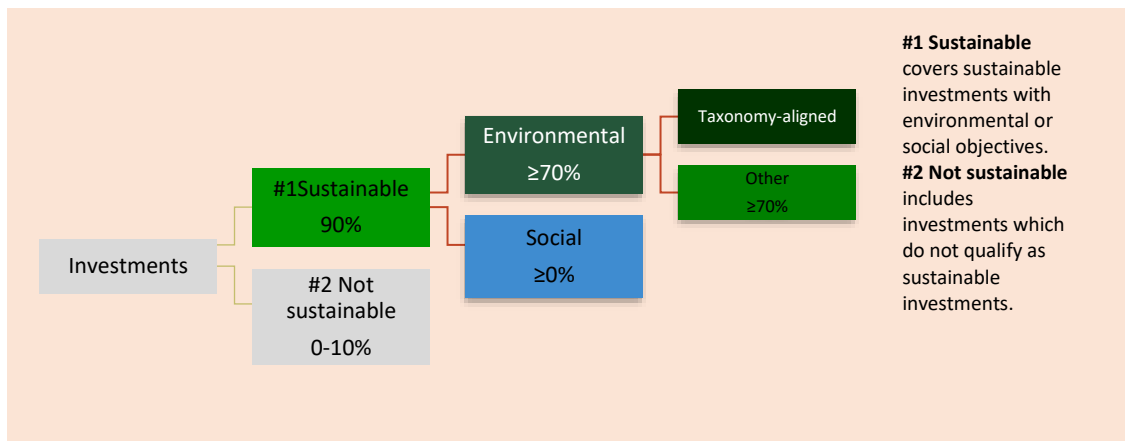 Investments
#1Sustainable
90%
#2 Not
sustainable
0-10%
Environmental
≥70%
Social
≥0%
Taxonomy-aligned
Other
≥70%
#1 Sustainable
covers sustainable
investments with
environmental or
social objectives.
#2 Not sustainable
includes
investments which
do not qualify as
sustainable
investments.